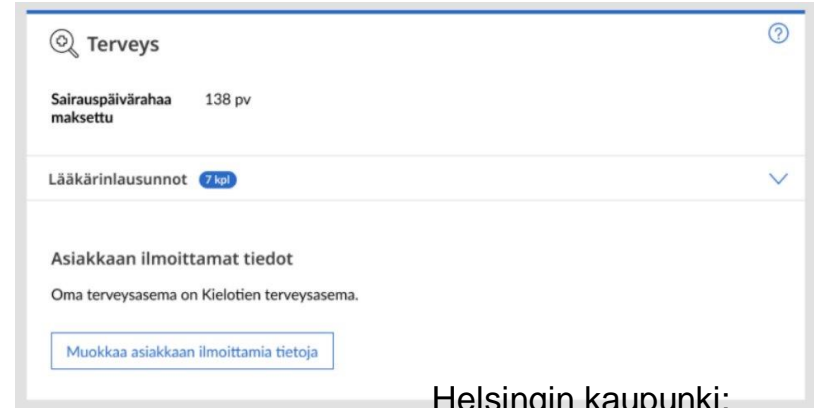 Terveys
Sairauspäivärahaa 138 pv
maksettu
Lääkärinlausunnot 7 kpl
Asiakkaan ilmoittamat tiedot
Oma terveysasema on Kielotien terveysasema.
Muokkaa asiakkaan ilmoittamia tietoja
Helsingin kaupunki: